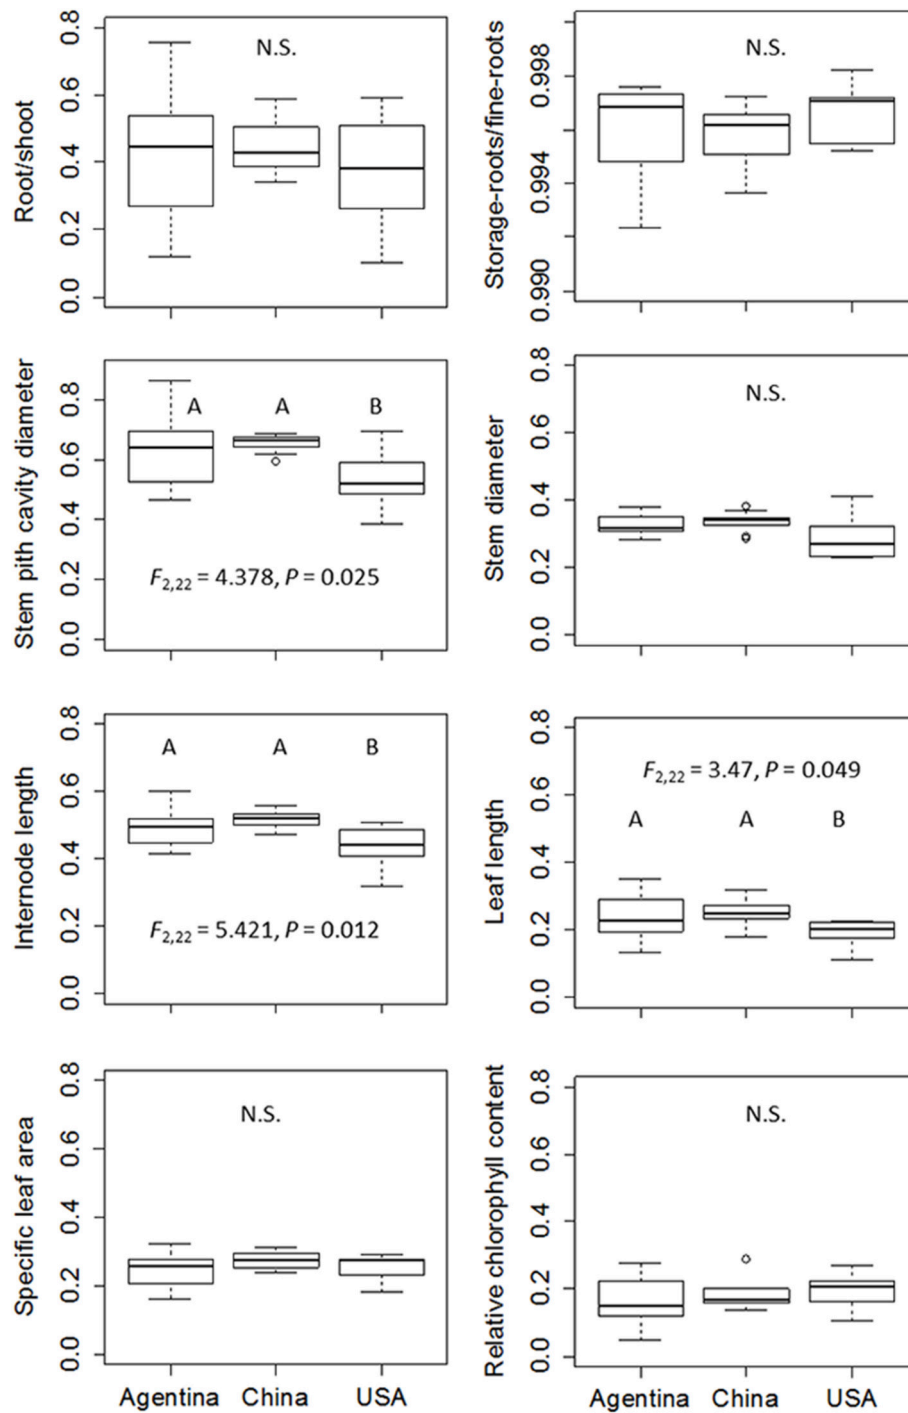 Root/shoot
0.0 0.2 0.4 0.6 0.8
N.S.
Storage-roots/fine-roots
0.990 0.994 0.998
N.S.
Stem pith cavity diameter
0.0 0.2 0.4 0.6 0.8
A A B
F2,22 = 4.378, P = 0.025
Stem diameter
0.0 0.2 0.4 0.6 0.8
N.S.
Internode length
0.0 0.2 0.4 0.6 0.8
A A B
F2,22 = 5.421, P = 0.012
Leaf length
0.0 0.2 0.4 0.6 0.8
F2,22 = 3.47, P = 0.049
A A B
Specific leaf area
0.0 0.2 0.4 0.6 0.8
N.S.
Agentina China USA
Relative chlorophyll content
0.0 0.2 0.4 0.6 0.8
N.S.
Agentina China USA